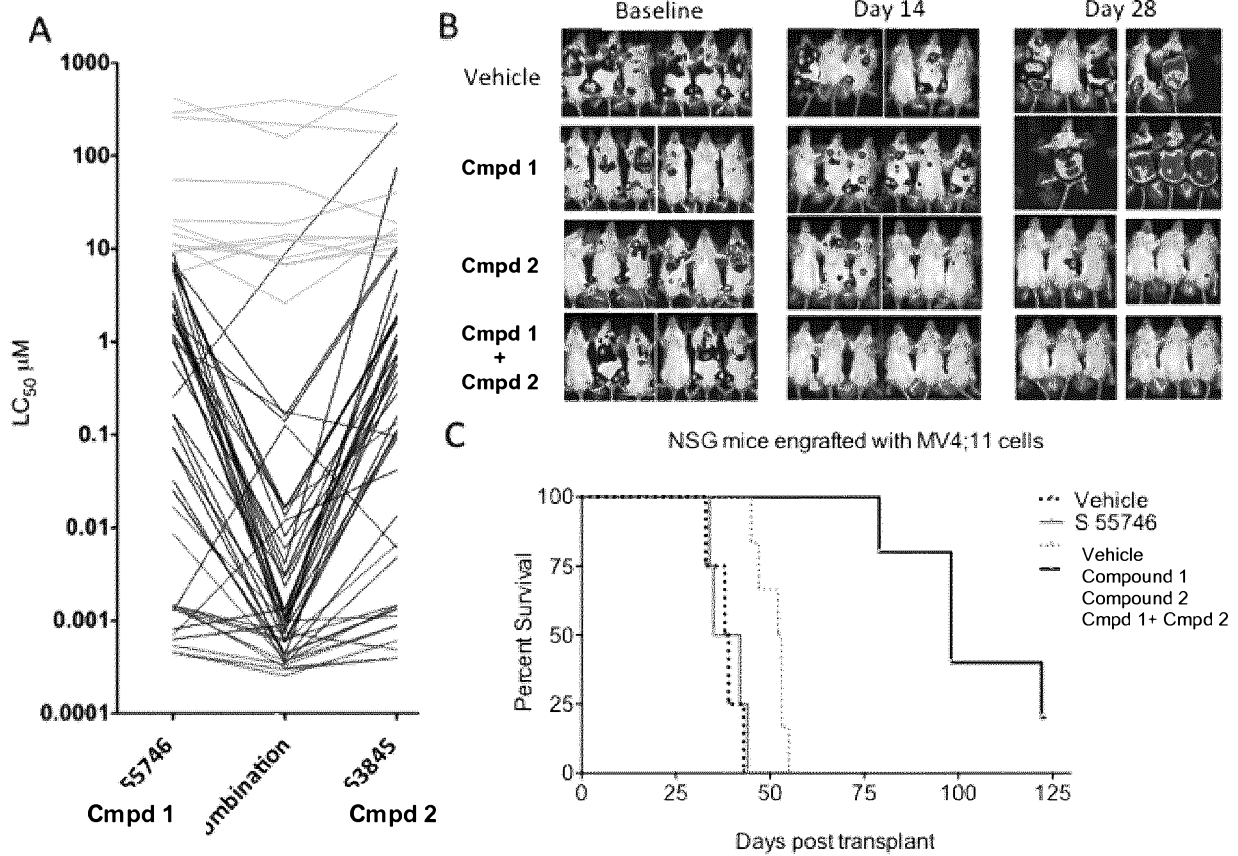 A
1000
100
10
1
0.1
0.01
0.001
0.0001
LC50 µM
55746
ombination
S3845
Cmpd 1
Cmpd 2
B
Baseline
Day 14
Day 28
Vehicle
Cmpd 1
Cmpd 2
Cmpd 1
+
Cmpd 2
C
NSG mice engrafted with MV4;11 cells
100
75
50
25
0
Percent Survival
0
25
50
75
100
125
Days post transplant
Vehicle
S 55746
Vehicle
Compound 1
Compound 2
Cmpd 1+ Cmpd 2